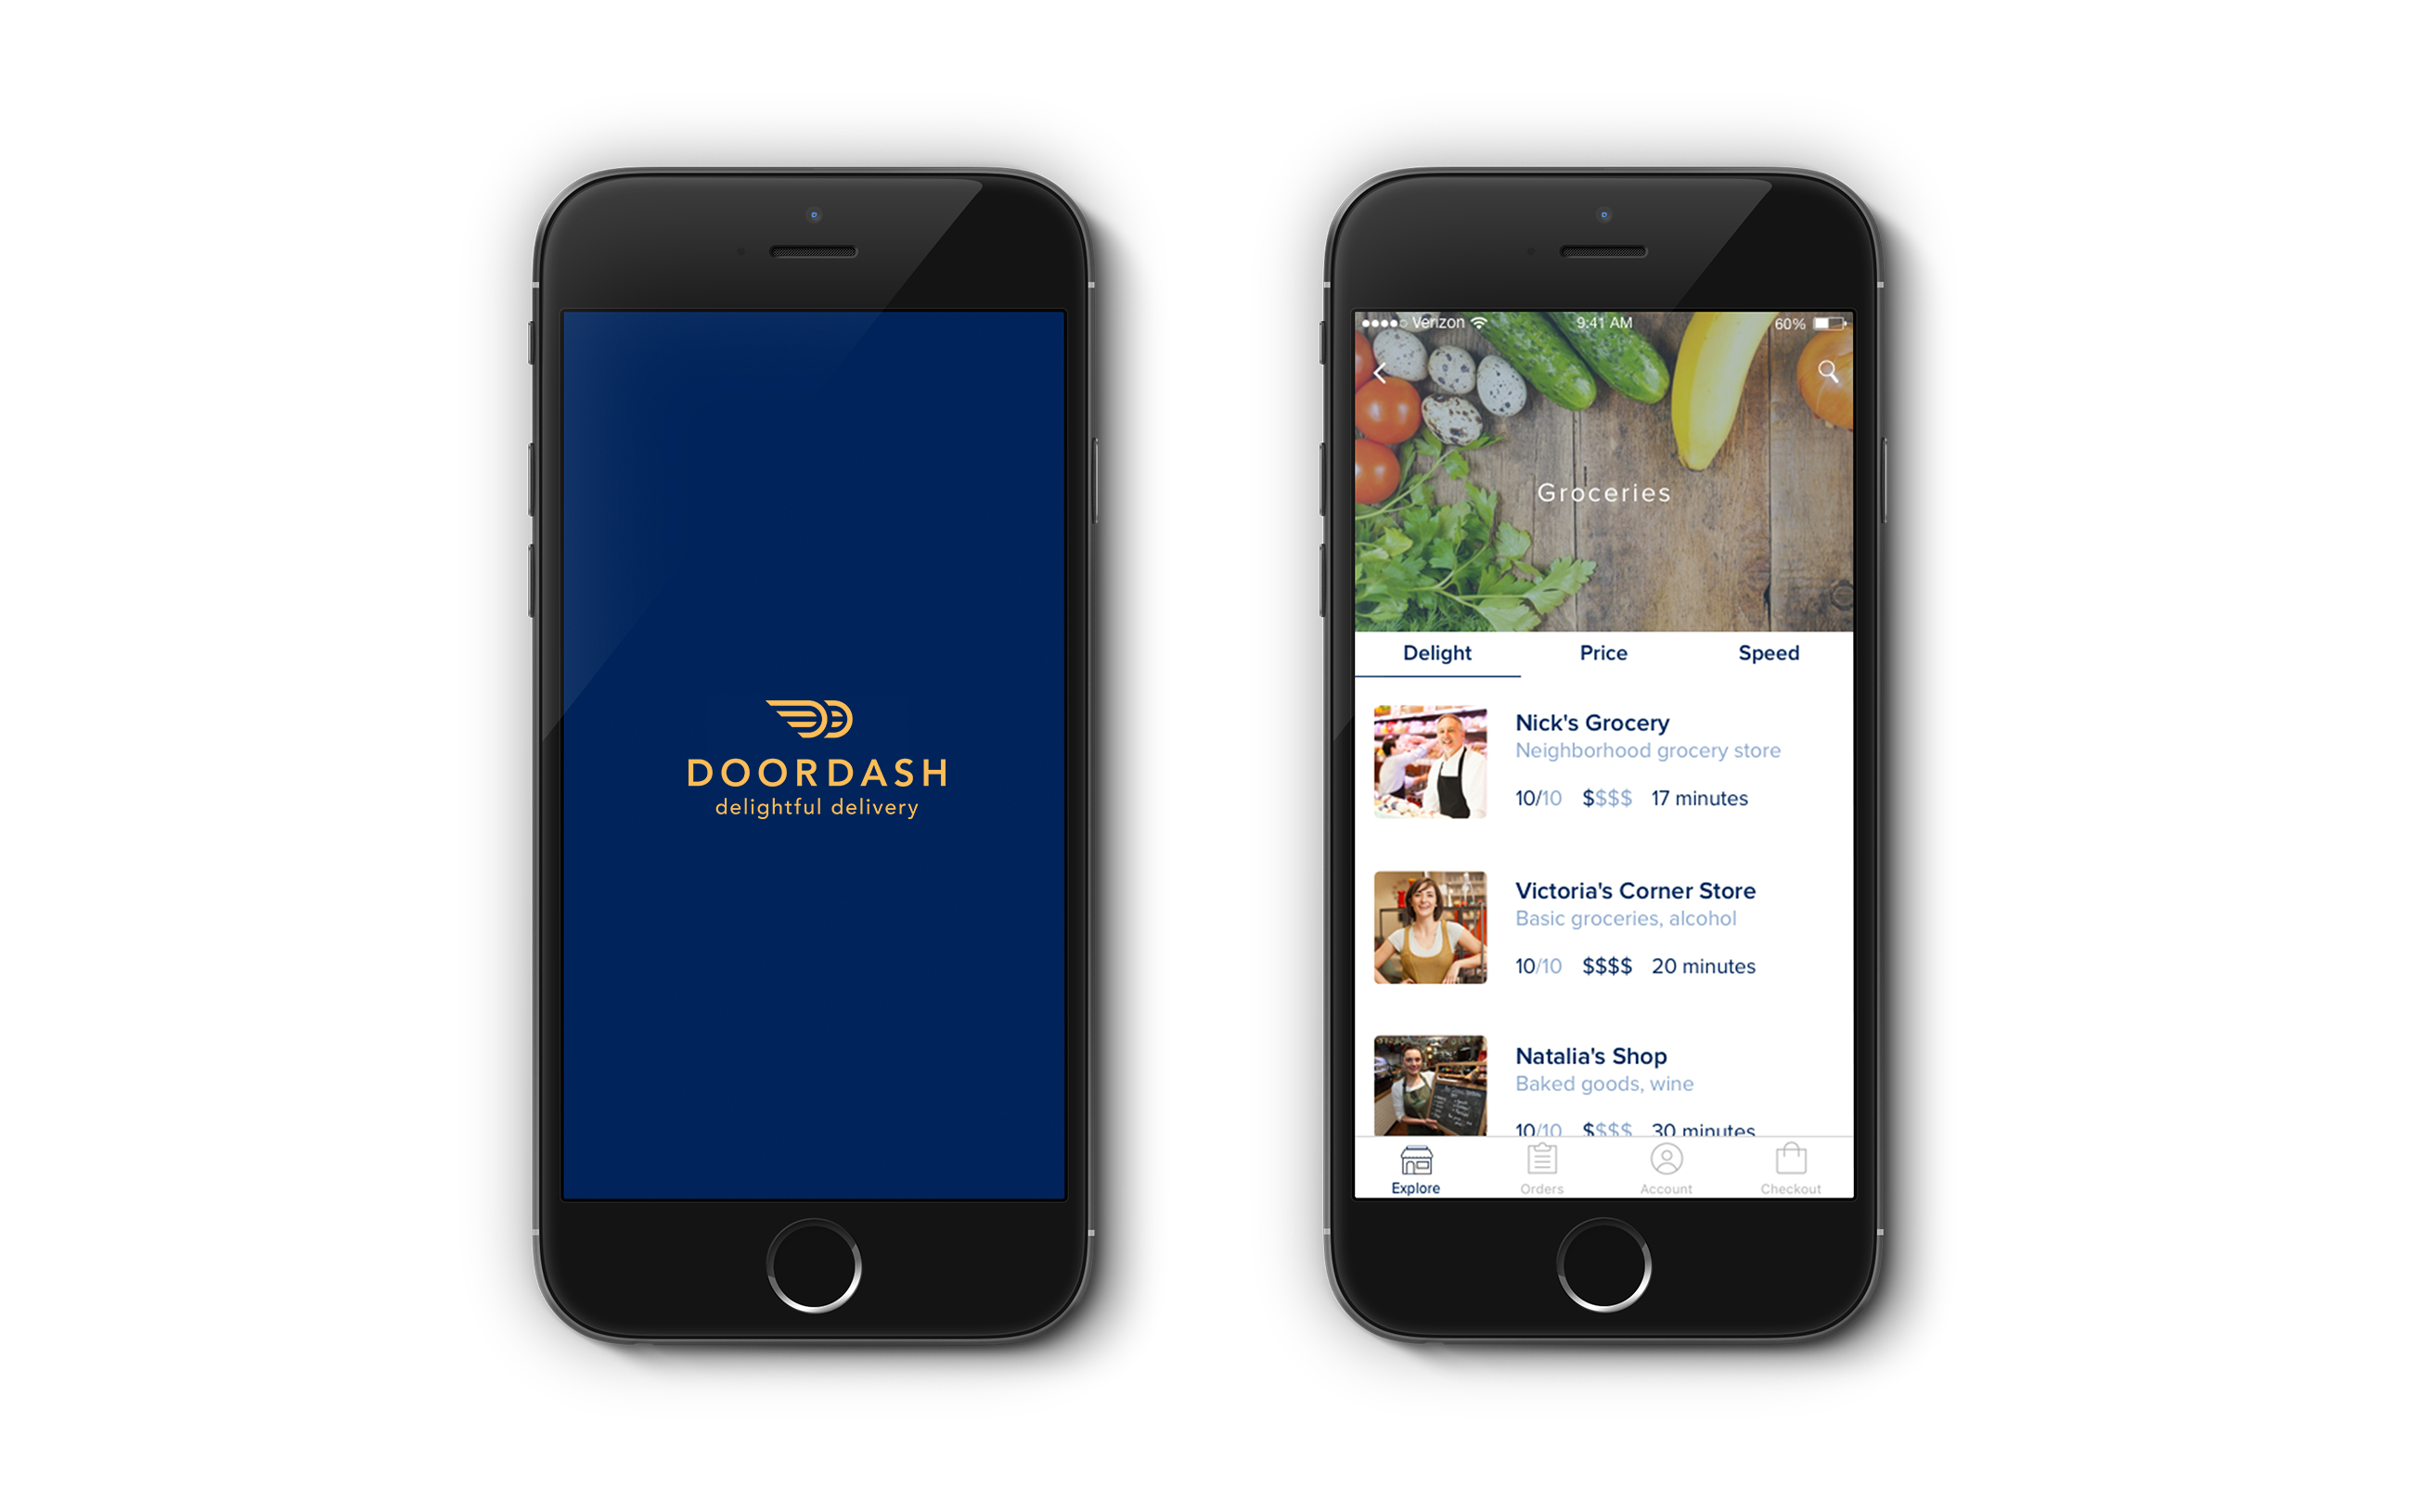 DOORDASH
delightful delivery
Verizon 9:41 AM 60%
Groceries
Delight Price Speed
Nick's Grocery
Neighborhood grocery store
10/10 $$$$ 17 minutes
Victoria's Corner Store
Basic groceries, alcohol
10/10 $$$$ 20 minutes
Natalia's Shop
Baked goods, wine
10/10 $$$$ 30 minutes
Explore Orders Account Checkout